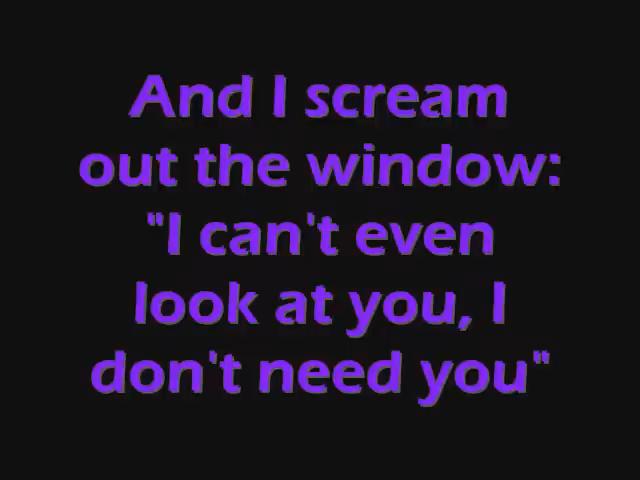 And I scream
out the window:
"I can't even
look at you, I
don't need you"